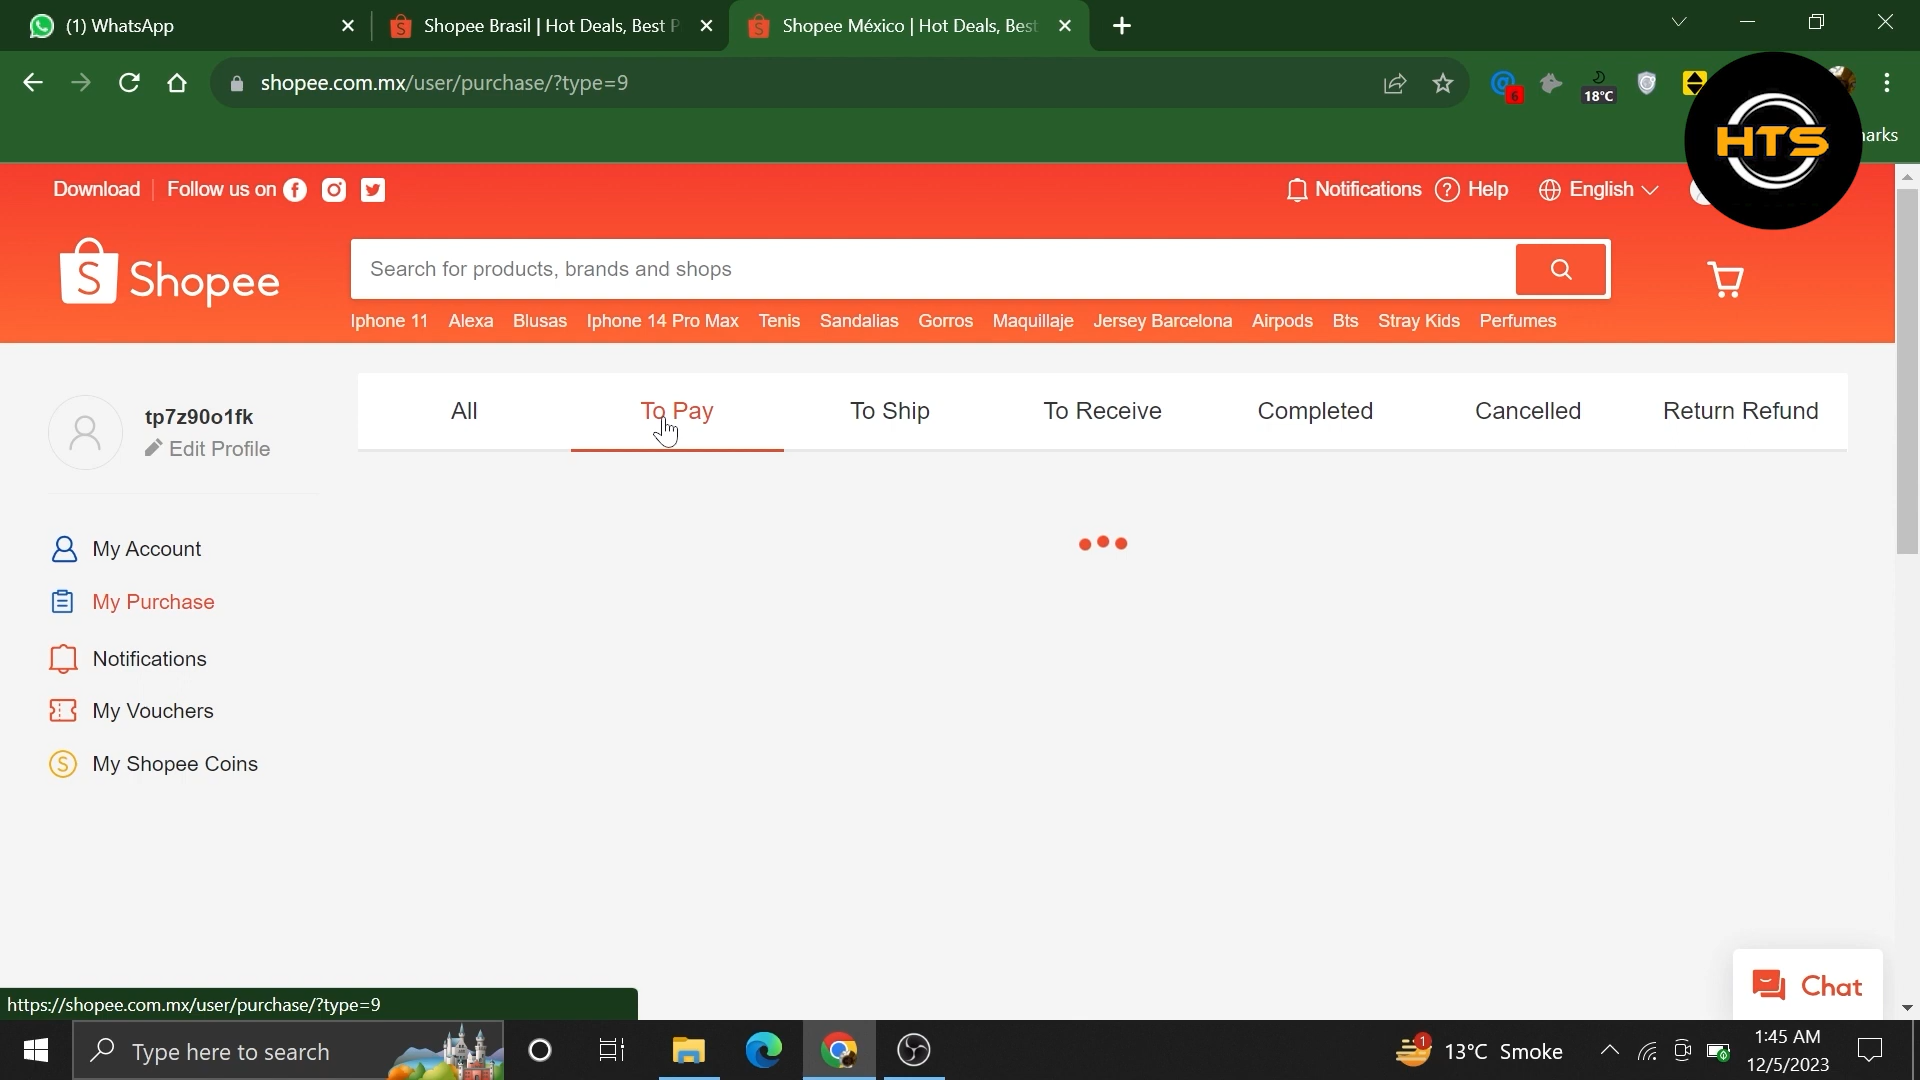 (1) WhatsApp
Shopee Brasil | Hot Deals, Best P
Shopee México | Hot Deals, Best
shopee.com.mx/user/purchase/?type=9
6
18°C
arks
HTS
Download
Follow us on
Notifications
Help
English
Shopee
Search for products, brands and shops
Iphone 11 Alexa Blusas Iphone 14 Pro Max Tenis Sandalias Gorros Maquillaje Jersey Barcelona Airpods Bts Stray Kids Perfumes
tp7z90o1fk
Edit Profile
All To Pay To Ship To Receive Completed Cancelled Return Refund
My Account
My Purchase
Notifications
My Vouchers
My Shopee Coins
Chat
https://shopee.com.mx/user/purchase/?type=9
Type here to search
1
13°C Smoke
1:45 AM
12/5/2023